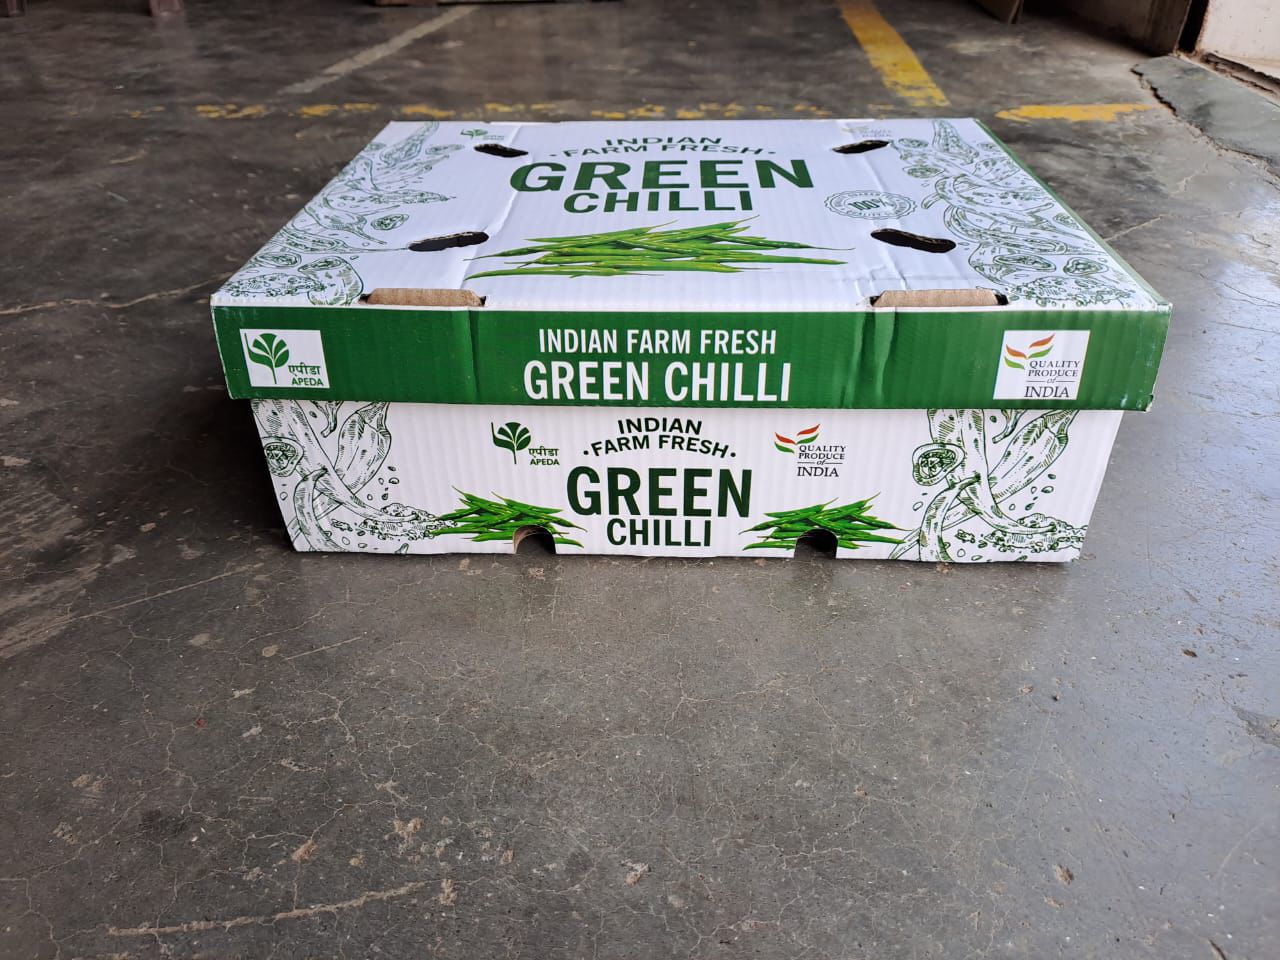 INDIAN
· FARM FRESH ·
GREEN
CHILLI
100%
INDIAN FARM FRESH
GREEN CHILLI
एपीडा
APEDA
QUALITY
PRODUCE
of
INDIA
एपीडा
APEDA
INDIAN
· FARM FRESH ·
GREEN
CHILLI
QUALITY
PRODUCE
of
INDIA